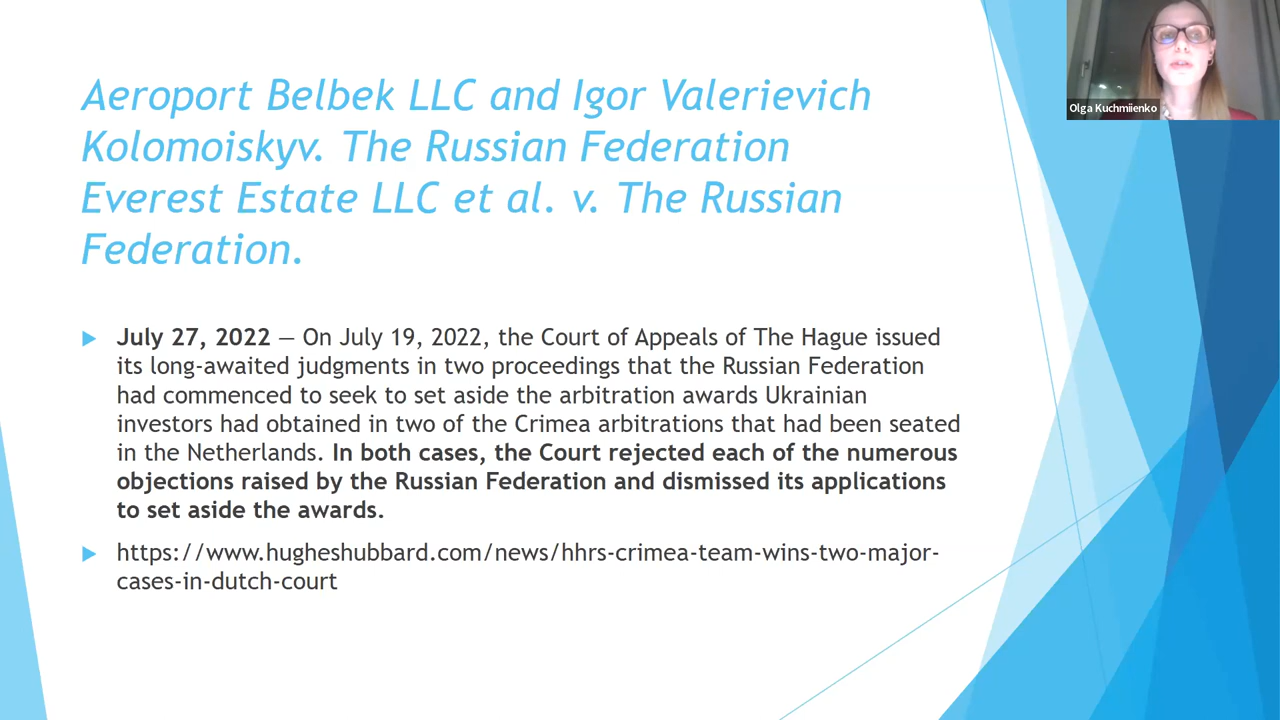 Aeroport Belbek LLC and Igor Valerievich
Kolomoiskyv. The Russian Federation
Everest Estate LLC et al. v. The Russian
Federation.
July 27, 2022 — On July 19, 2022, the Court of Appeals of The Hague issued
its long-awaited judgments in two proceedings that the Russian Federation
had commenced to seek to set aside the arbitration awards Ukrainian
investors had obtained in two of the Crimea arbitrations that had been seated
in the Netherlands. In both cases, the Court rejected each of the numerous
objections raised by the Russian Federation and dismissed its applications
to set aside the awards.
https://www.hugheshubbard.com/news/hhrs-crimea-team-wins-two-major-
cases-in-dutch-court
Olga Kuchmiienko